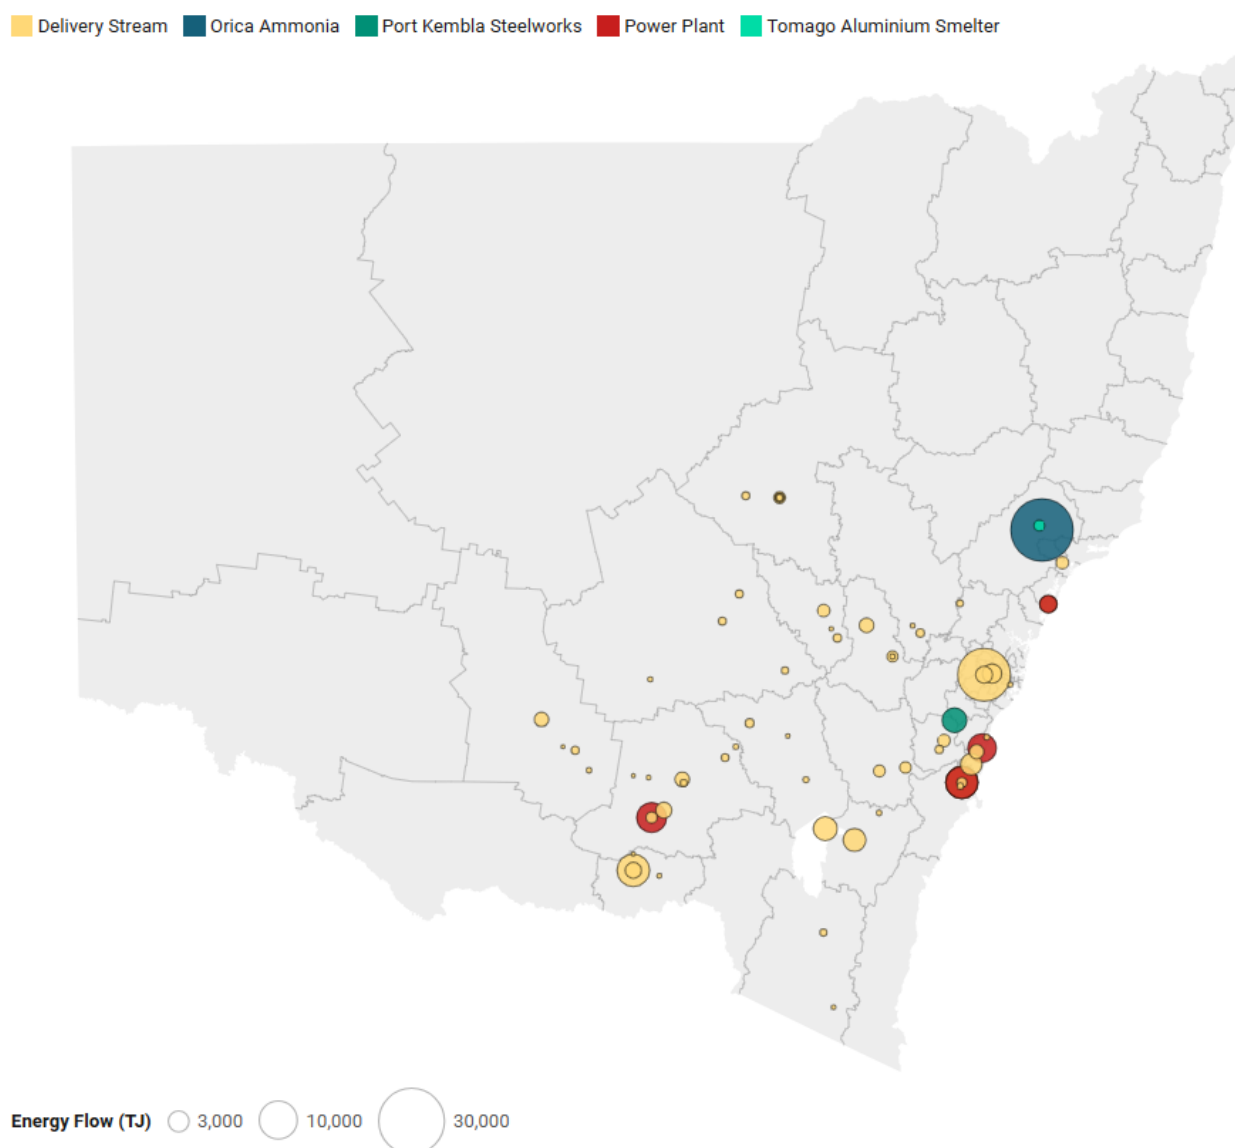 Delivery Stream Orica Ammonia Port Kembla Steelworks Power Plant Tomago Aluminium Smelter
Energy Flow (TJ) 3,000 10,000 30,000